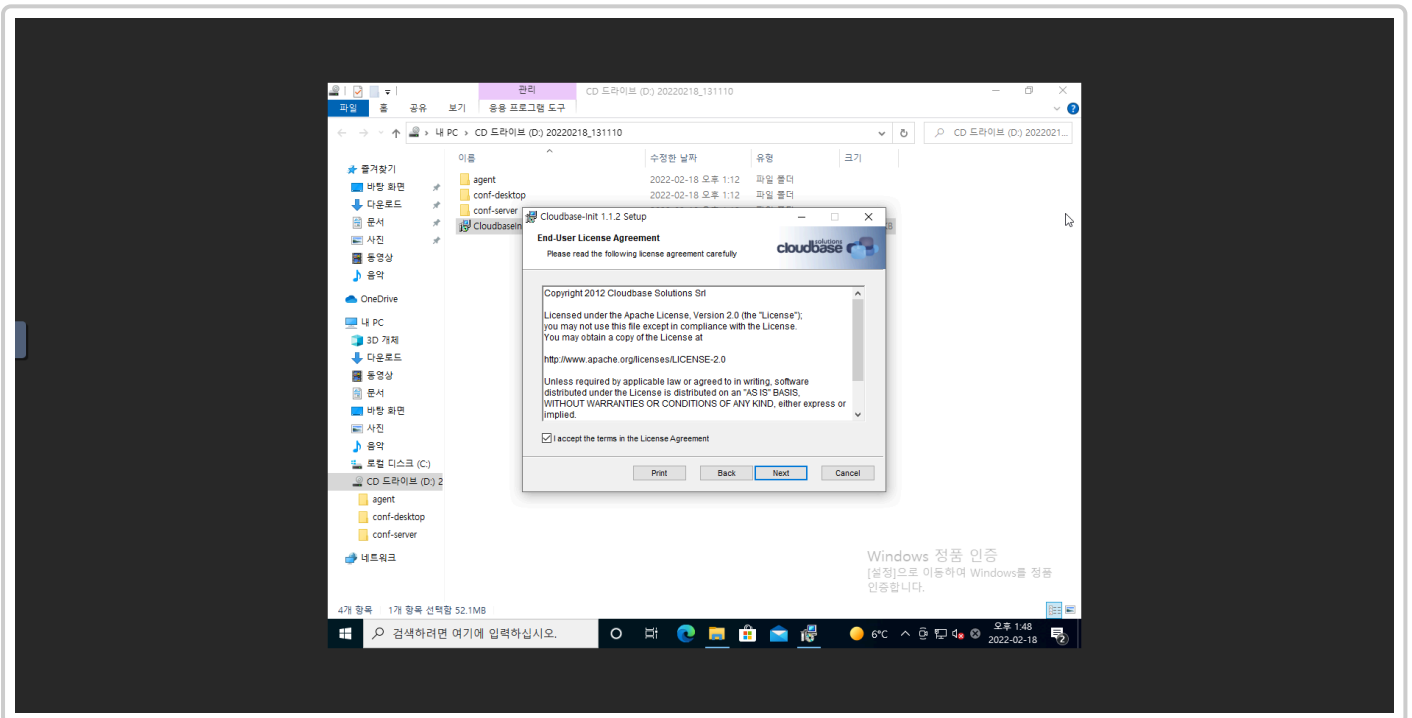 관리
CD 드라이브 (D:) 20220218_131110
파일
홈
공유
보기
응용 프로그램 도구
내 PC › CD 드라이브 (D:) 20220218_131110
CD 드라이브 (D:) 2022021...
이름
수정한 날짜
유형
크기
즐겨찾기
바탕 화면
다운로드
문서
사진
동영상
음악
OneDrive
내 PC
3D 개체
다운로드
동영상
문서
바탕 화면
사진
음악
로컬 디스크 (C:)
CD 드라이브 (D:) 2
agent
conf-desktop
conf-server
네트워크
agent
2022-02-18 오후 1:12
파일 폴더
conf-desktop
2022-02-18 오후 1:12
파일 폴더
conf-server
CloudbaseIn
Cloudbase-Init 1.1.2 Setup
End-User License Agreement
Please read the following license agreement carefully
cloudbase solutions
Copyright 2012 Cloudbase Solutions Srl
Licensed under the Apache License, Version 2.0 (the "License");
you may not use this file except in compliance with the License.
You may obtain a copy of the License at
http://www.apache.org/licenses/LICENSE-2.0
Unless required by applicable law or agreed to in writing, software
distributed under the License is distributed on an "AS IS" BASIS,
WITHOUT WARRANTIES OR CONDITIONS OF ANY KIND, either express or
implied.
I accept the terms in the License Agreement
Print
Back
Next
Cancel
Windows 정품 인증
[설정]으로 이동하여 Windows를 정품
인증합니다.
4개 항목
1개 항목 선택함 52.1MB
검색하려면 여기에 입력하십시오.
6°C
오후 1:48
2022-02-18
2